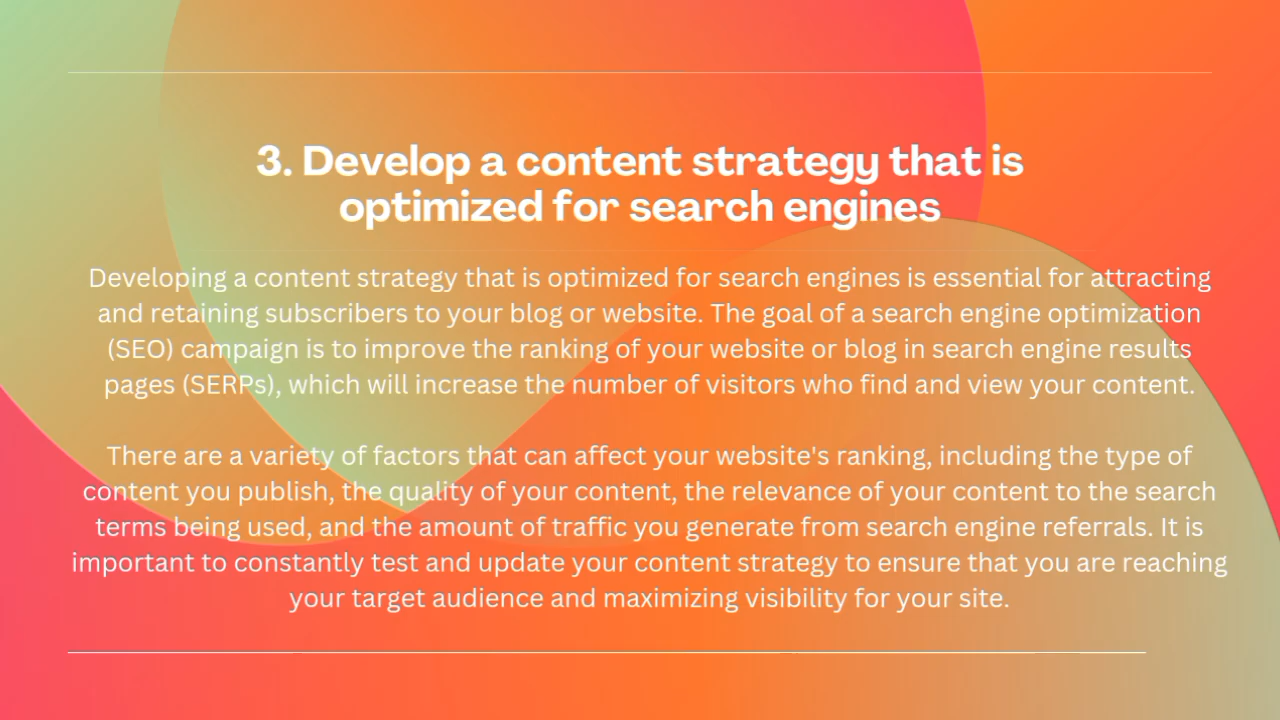 3. Develop a content strategy that is
optimized for search engines
Developing a content strategy that is optimized for search engines is essential for attracting
and retaining subscribers to your blog or website. The goal of a search engine optimization
(SEO) campaign is to improve the ranking of your website or blog in search engine results
pages (SERPs), which will increase the number of visitors who find and view your content.
There are a variety of factors that can affect your website's ranking, including the type of
content you publish, the quality of your content, the relevance of your content to the search
terms being used, and the amount of traffic you generate from search engine referrals. It is
important to constantly test and update your content strategy to ensure that you are reaching
your target audience and maximizing visibility for your site.